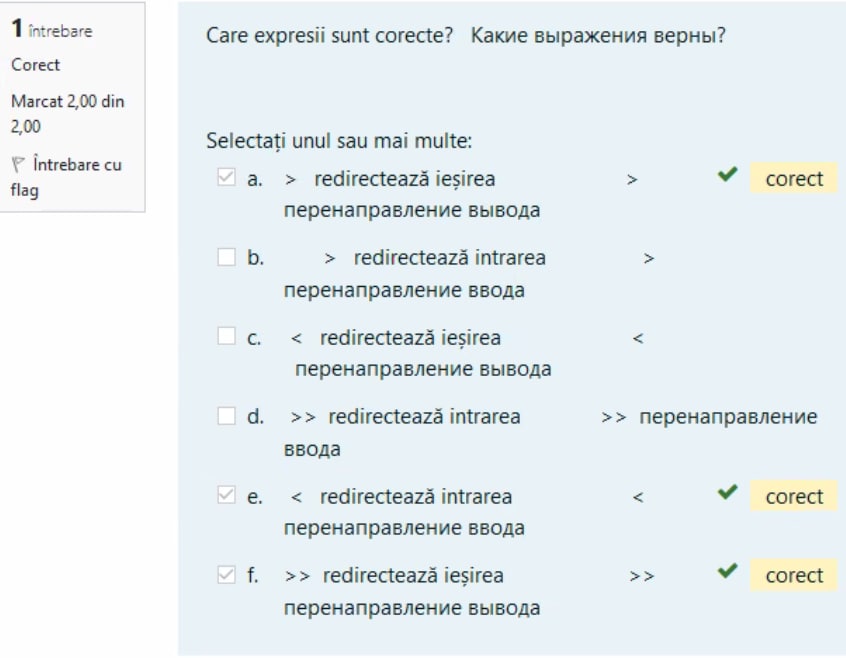 1 întrebare
Corect
Marcat 2,00 din
2,00
Întrebare cu
flag
Care expresii sunt corecte? Какие выражения верны?
Selectați unul sau mai multe:
a. > redirectează ieșirea >
перенаправление вывода
corect
b. > redirectează intrarea >
перенаправление ввода
c. < redirectează ieșirea <
перенаправление вывода
d. >> redirectează intrarea >> перенаправление
ввода
e. < redirectează intrarea <
перенаправление ввода
corect
f. >> redirectează ieșirea >>
перенаправление вывода
corect